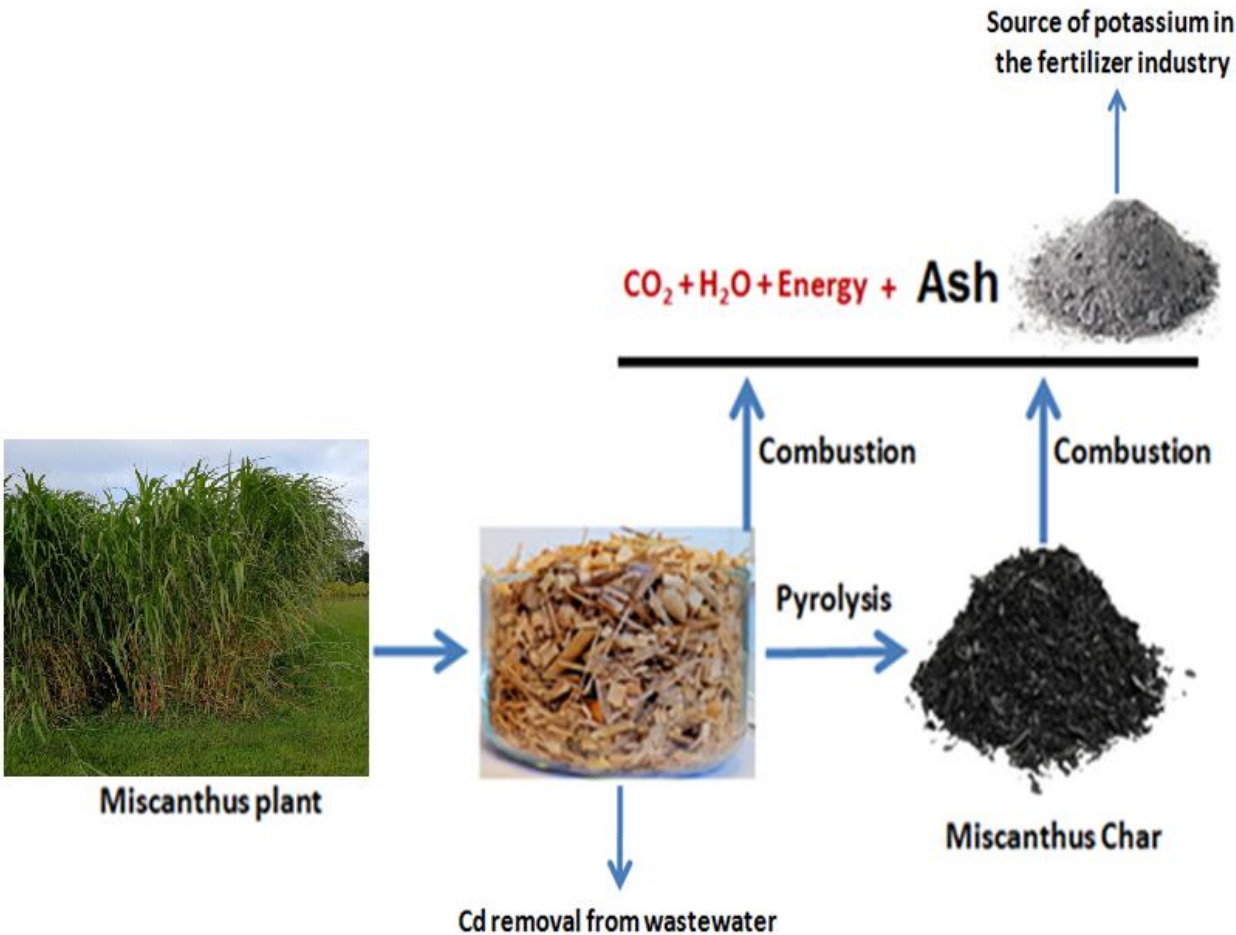 Source of potassium in
the fertilizer industry
CO₂ + H₂O + Energy + Ash
Combustion
Combustion
Pyrolysis
Miscanthus plant
Miscanthus Char
Cd removal from wastewater